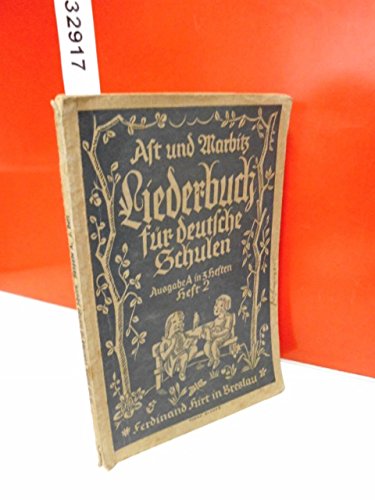 32917
Ast und Marbitz
Liederbuch
für deutsche
Schulen
Ausgabe A in 3 Heften
Heft 2
* Ferdinand Hirt in Breslau *